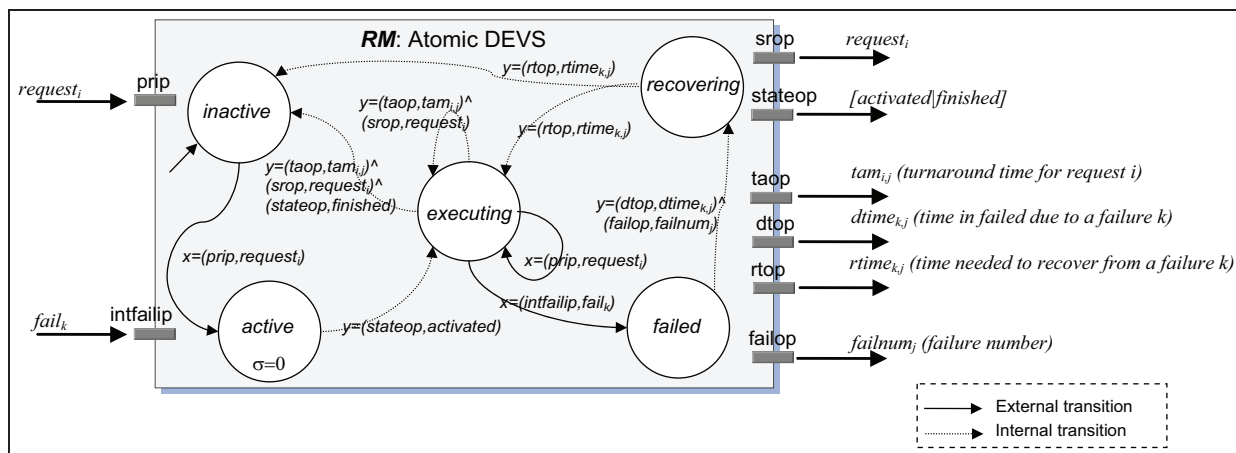 RM: Atomic DEVS
request_i
prip
inactive
y=(rtop,rtime_k,j)
recovering
srop
request_i
stateop
[activated|finished]
y=(taop,tam_i,j)^
(srop,request_i)
y=(rtop,rtime_k,j)
y=(taop,tam_i,j)
(srop,request_i)^
(stateop,finished)
executing
y=(dtop,dtime_k,j)^
(failop,failnum_j)
taop
tam_i,j (turnaround time for request i)
dtop
dtime_k,j (time in failed due to a failure k)
rtop
rtime_k,j (time needed to recover from a failure k)
x=(prip,request_i)
x=(prip,request_i)
x=(intfailip,fail_k)
fail_k
intfailip
active
σ=0
y=(stateop,activated)
failed
failop
failnum_j (failure number)
External transition
Internal transition